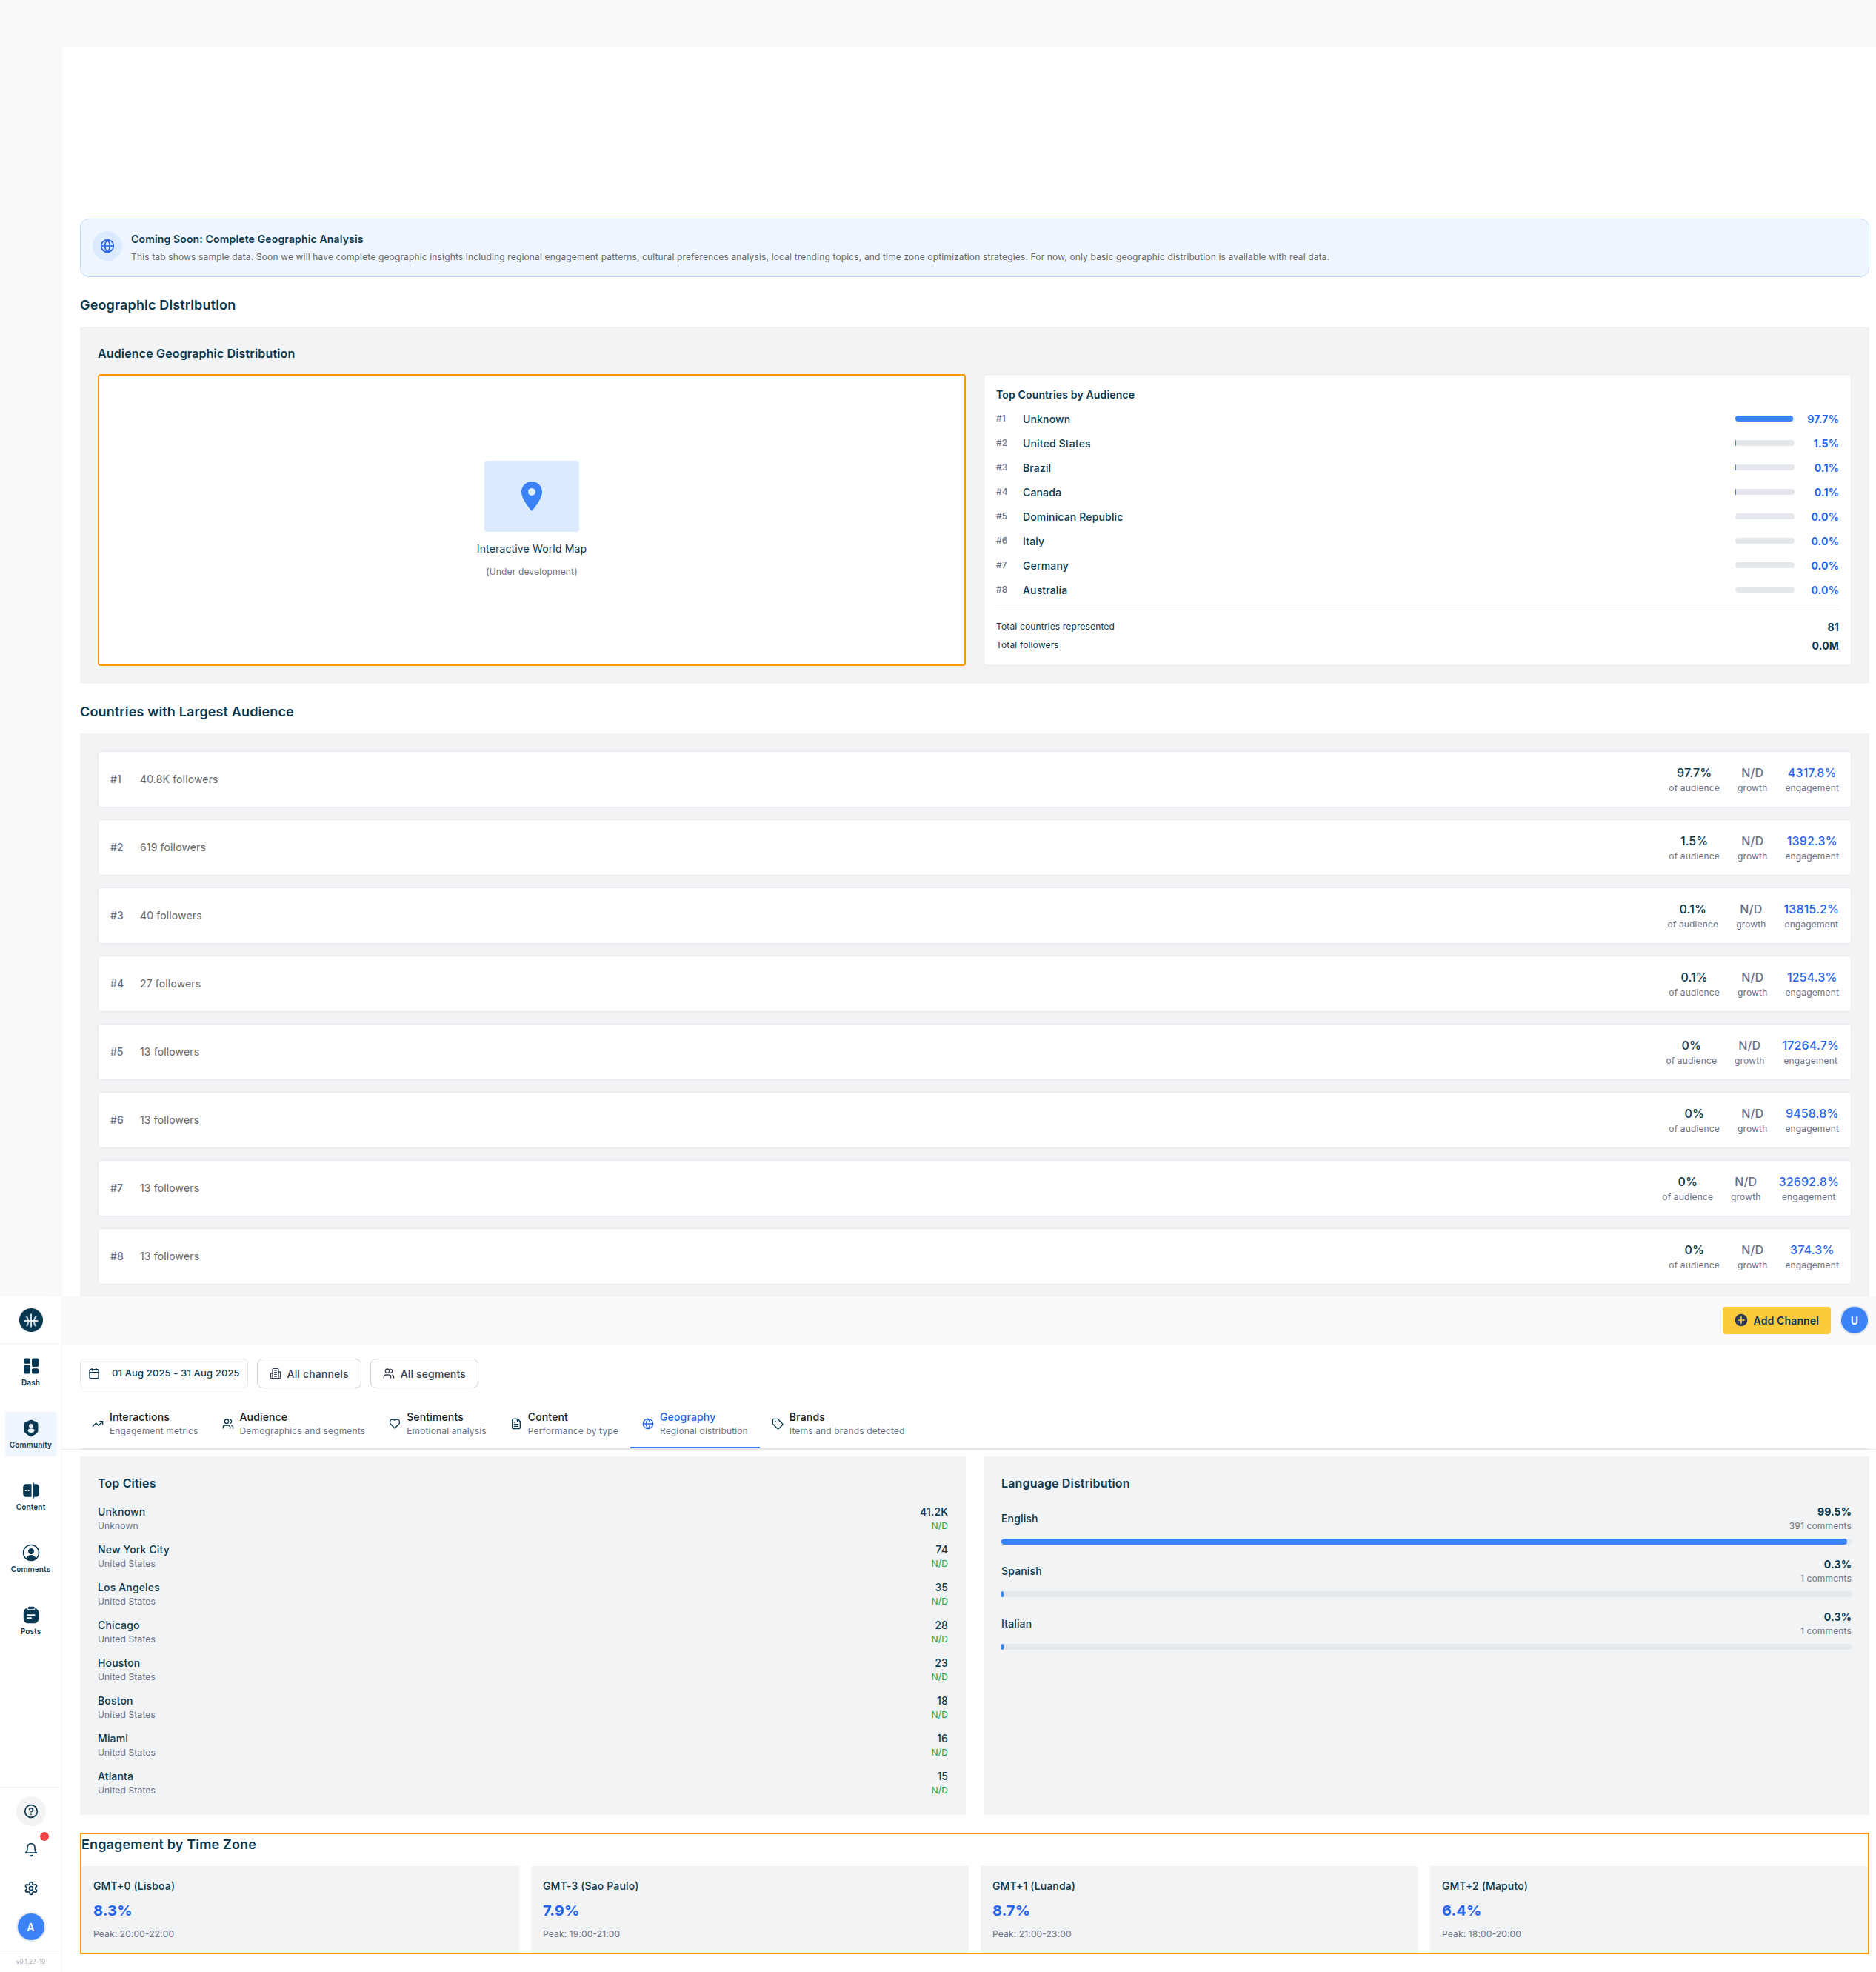 Coming Soon: Complete Geographic Analysis
This tab shows sample data. Soon we will have complete geographic insights including regional engagement patterns, cultural preferences analysis, local trending topics, and time zone optimization strategies. For now, only basic geographic distribution is available with real data.
Geographic Distribution
Audience Geographic Distribution
Interactive World Map
(Under development)
Top Countries by Audience
#1 Unknown 97.7%
#2 United States 1.5%
#3 Brazil 0.1%
#4 Canada 0.1%
#5 Dominican Republic 0.0%
#6 Italy 0.0%
#7 Germany 0.0%
#8 Australia 0.0%
Total countries represented 81
Total followers 0.0M
Countries with Largest Audience
#1 40.8K followers 97.7% N/D 4317.8%
of audience growth engagement
#2 619 followers 1.5% N/D 1392.3%
of audience growth engagement
#3 40 followers 0.1% N/D 13815.2%
of audience growth engagement
#4 27 followers 0.1% N/D 1254.3%
of audience growth engagement
#5 13 followers 0% N/D 17264.7%
of audience growth engagement
#6 13 followers 0% N/D 9458.8%
of audience growth engagement
#7 13 followers 0% N/D 32692.8%
of audience growth engagement
#8 13 followers 0% N/D 374.3%
of audience growth engagement
Add Channel U
Dash
Community
Content
Comments
Posts
A
v0.1.27-19
01 Aug 2025 - 31 Aug 2025 All channels All segments
Interactions Audience Sentiments Content Geography Brands
Engagement metrics Demographics and segments Emotional analysis Performance by type Regional distribution Items and brands detected
Top Cities
Unknown 41.2K
Unknown N/D
New York City 74
United States N/D
Los Angeles 35
United States N/D
Chicago 28
United States N/D
Houston 23
United States N/D
Boston 18
United States N/D
Miami 16
United States N/D
Atlanta 15
United States N/D
Language Distribution
English 99.5%
391 comments
Spanish 0.3%
1 comments
Italian 0.3%
1 comments
Engagement by Time Zone
GMT+0 (Lisboa)
8.3%
Peak: 20:00-22:00
GMT-3 (São Paulo)
7.9%
Peak: 19:00-21:00
GMT+1 (Luanda)
8.7%
Peak: 21:00-23:00
GMT+2 (Maputo)
6.4%
Peak: 18:00-20:00